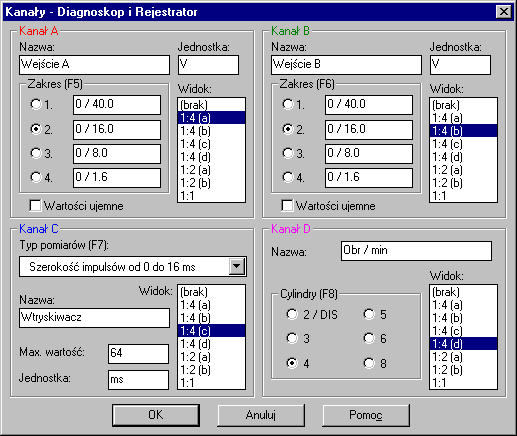 Kanały - Diagnoskop i Rejestrator
Kanał A
Nazwa: Jednostka:
Wejście A V
Zakres (F5) Widok:
1. 0 / 40.0
2. 0 / 16.0
3. 0 / 8.0
4. 0 / 1.6
(brak)
1:4 (a)
1:4 (b)
1:4 (c)
1:4 (d)
1:2 (a)
1:2 (b)
1:1
Wartości ujemne
Kanał B
Nazwa: Jednostka:
Wejście B V
Zakres (F6) Widok:
1. 0 / 40.0
2. 0 / 16.0
3. 0 / 8.0
4. 0 / 1.6
(brak)
1:4 (a)
1:4 (b)
1:4 (c)
1:4 (d)
1:2 (a)
1:2 (b)
1:1
Wartości ujemne
Kanał C
Typ pomiarów (F7):
Szerokość impulsów od 0 do 16 ms
Nazwa: Widok:
Wtryskiwacz
Max. wartość: 64
Jednostka: ms
(brak)
1:4 (a)
1:4 (b)
1:4 (c)
1:4 (d)
1:2 (a)
1:2 (b)
1:1
Kanał D
Nazwa: Obr / min
Widok:
Cylindry (F8)
2 / DIS 5
3 6
4 8
(brak)
1:4 (a)
1:4 (b)
1:4 (c)
1:4 (d)
1:2 (a)
1:2 (b)
1:1
OK Anuluj Pomoc